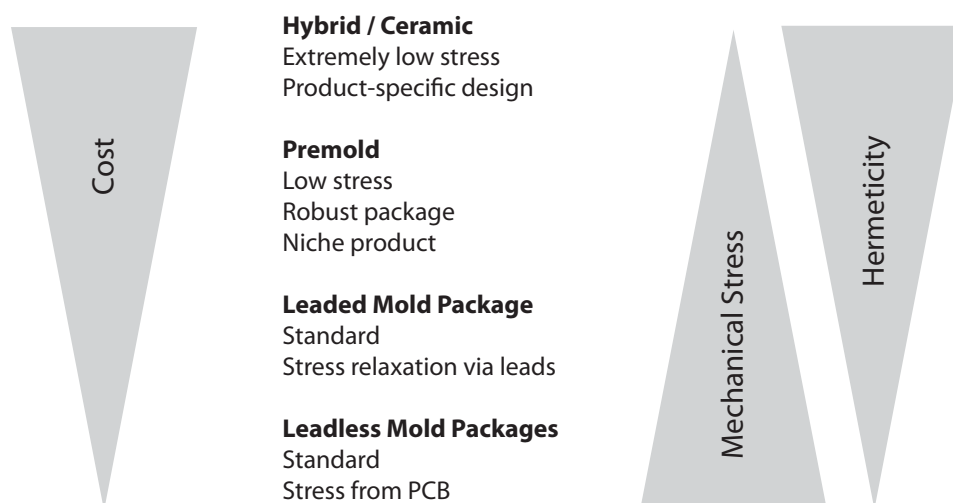 Cost
Hybrid / Ceramic
Extremely low stress
Product-specific design
Premold
Low stress
Robust package
Niche product
Leaded Mold Package
Standard
Stress relaxation via leads
Leadless Mold Packages
Standard
Stress from PCB
Mechanical Stress
Hermeticity